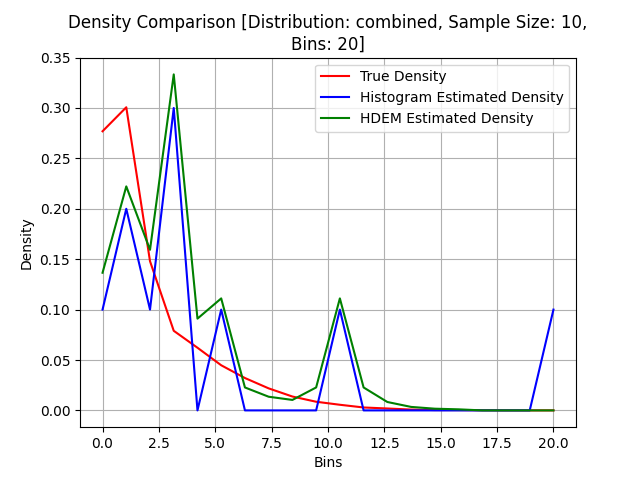 Density Comparison [Distribution: combined, Sample Size: 10,
Bins: 20]
True Density
Histogram Estimated Density
HDEM Estimated Density
Density
0.35
0.30
0.25
0.20
0.15
0.10
0.05
0.00
0.0 2.5 5.0 7.5 10.0 12.5 15.0 17.5 20.0
Bins